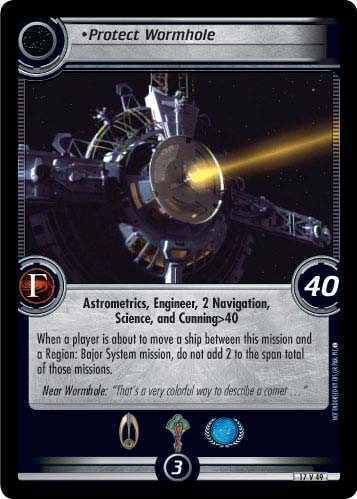 •Protect Wormhole
Γ
40
Astrometrics, Engineer, 2 Navigation,
Science, and Cunning>40
When a player is about to move a ship between this mission and
a Region: Bajor System mission, do not add 2 to the span total
of those missions.
Near Wormhole: “That's a very colorful way to describe a comet …”
3
17 V 49